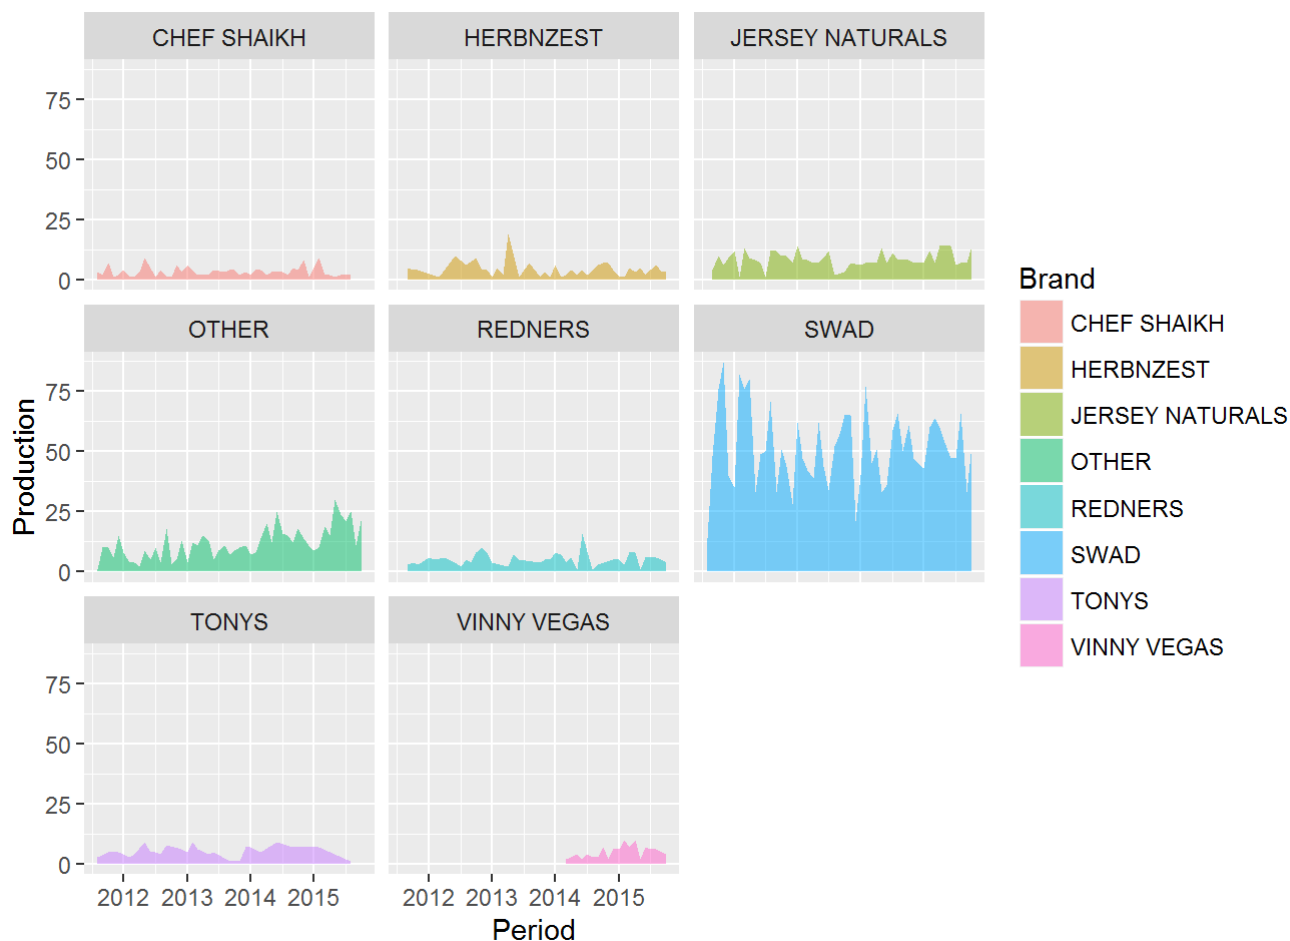 CHEF SHAIKH
HERBNZEST
JERSEY NATURALS
75
50
25
0
OTHER
REDNERS
SWAD
75
50
25
0
TONYS
VINNY VEGAS
75
50
25
0
2012 2013 2014 2015
2012 2013 2014 2015
Period
Production
Brand
CHEF SHAIKH
HERBNZEST
JERSEY NATURALS
OTHER
REDNERS
SWAD
TONYS
VINNY VEGAS